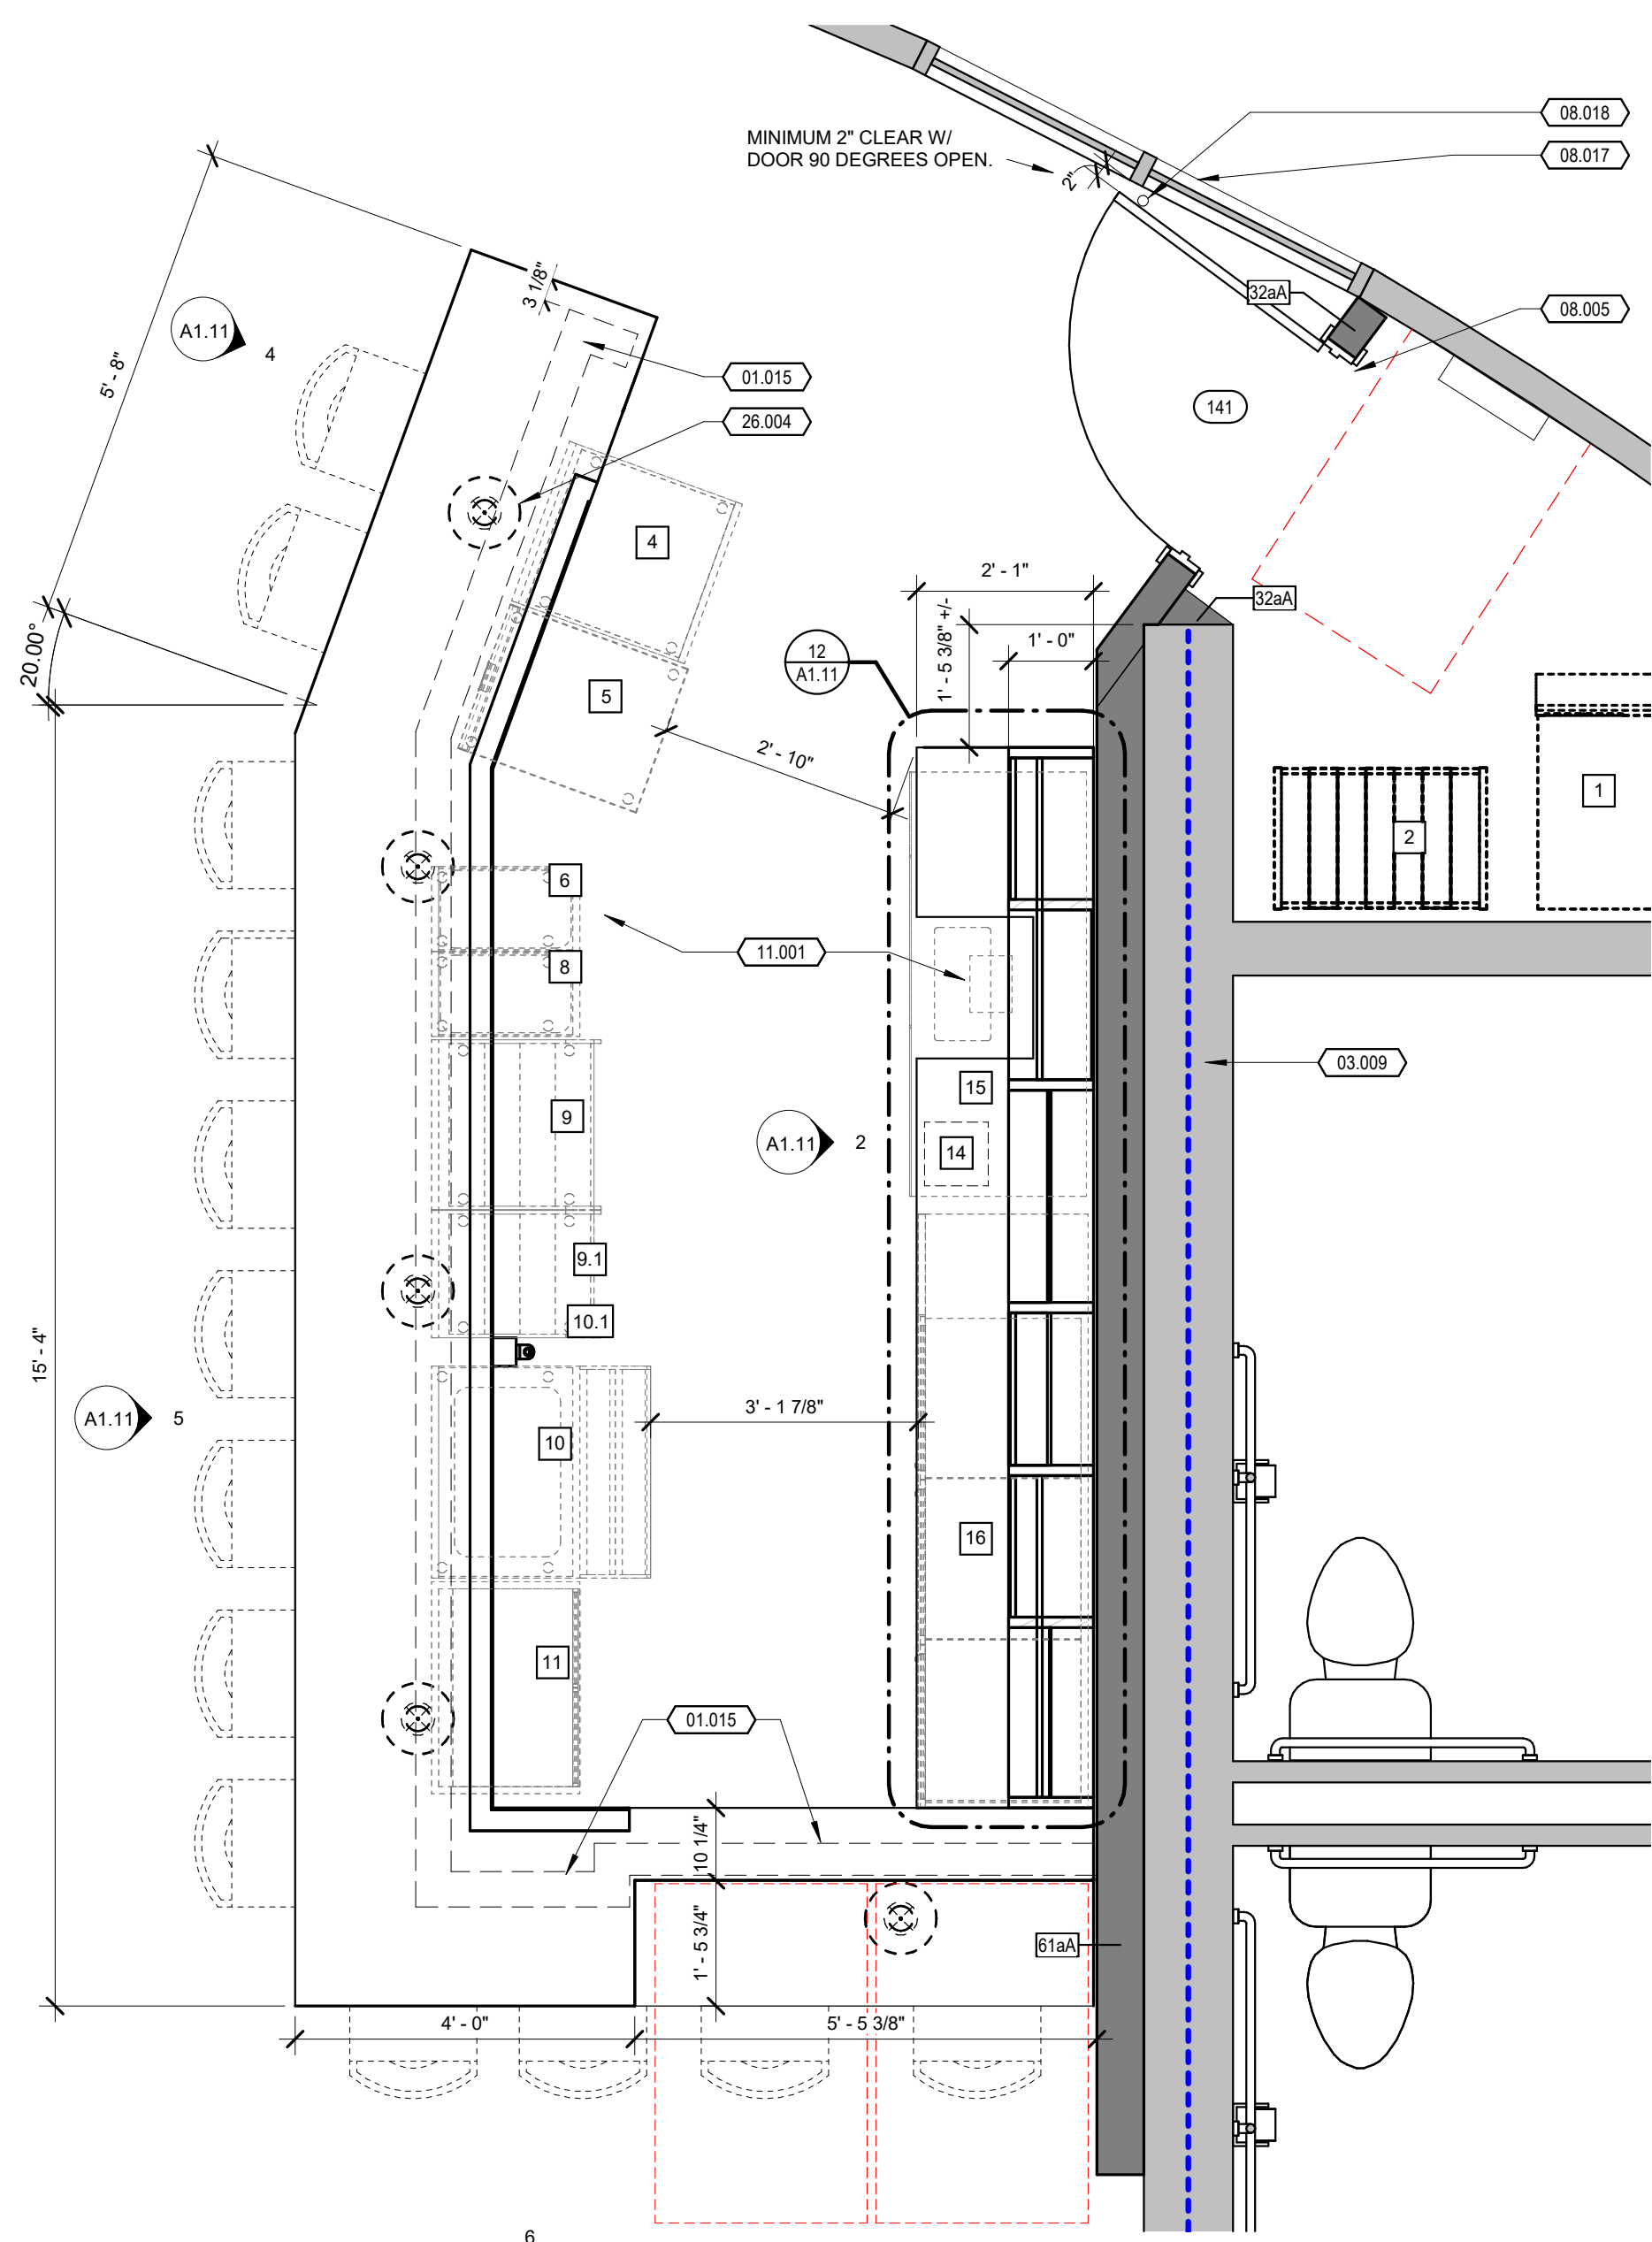 08.018
MINIMUM 2" CLEAR W/
DOOR 90 DEGREES OPEN.
08.017
2"
3 1/8"
32aA
08.005
A1.11
4
5' - 8"
01.015
141
26.004
4
2' - 1"
32aA
20.00°
1' - 5 3/8" +/-
1' - 0"
12
A1.11
5
2' - 10"
1
2
6
11.001
8
03.009
15
9
A1.11
2
14
9.1
10.1
15' - 4"
3' - 1 7/8"
A1.11
5
10
16
11
01.015
10 1/4"
1' - 5 3/4"
61aA
4' - 0"
5' - 5 3/8"
6